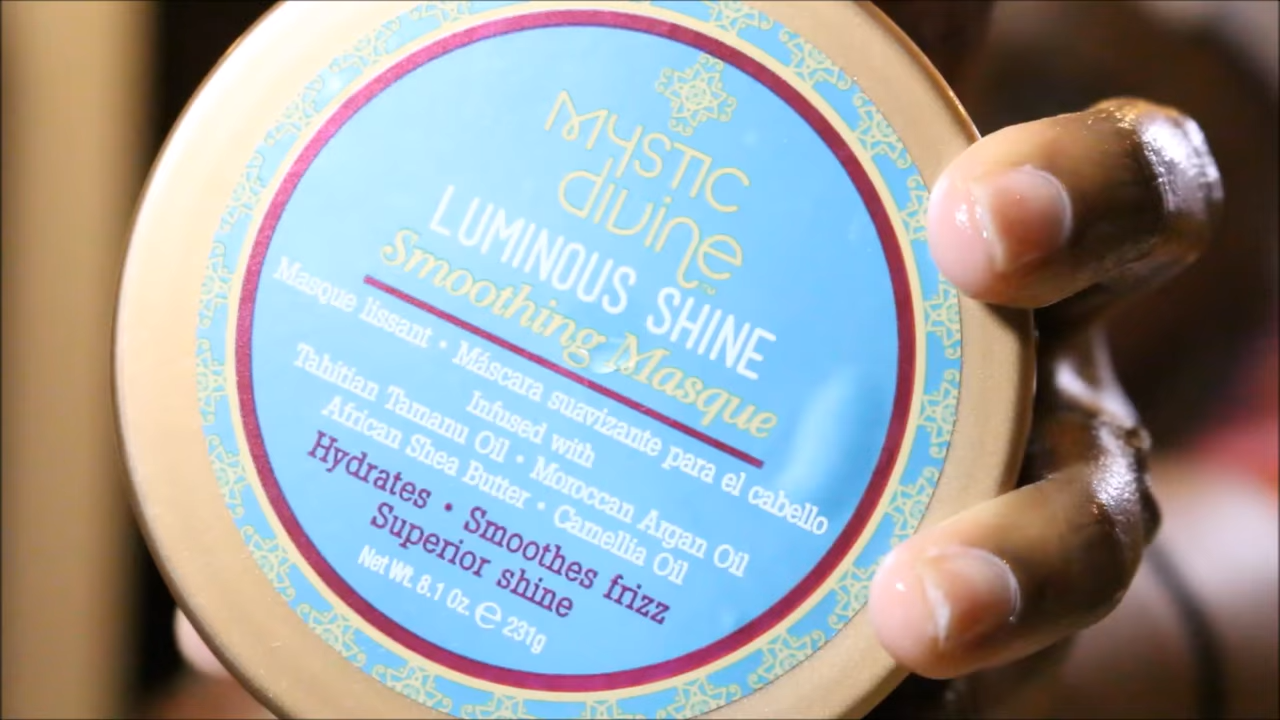 MYSTIC
divine™
LUMINOUS SHINE
Smoothing Masque
Masque lissant • Máscara suavizante para el cabello
Infused with
Tahitian Tamanu Oil • Moroccan Argan Oil
African Shea Butter • Camellia Oil
Hydrates • Smoothes frizz
Superior shine
Net Wt. 8.1 Oz. ℮ 231g